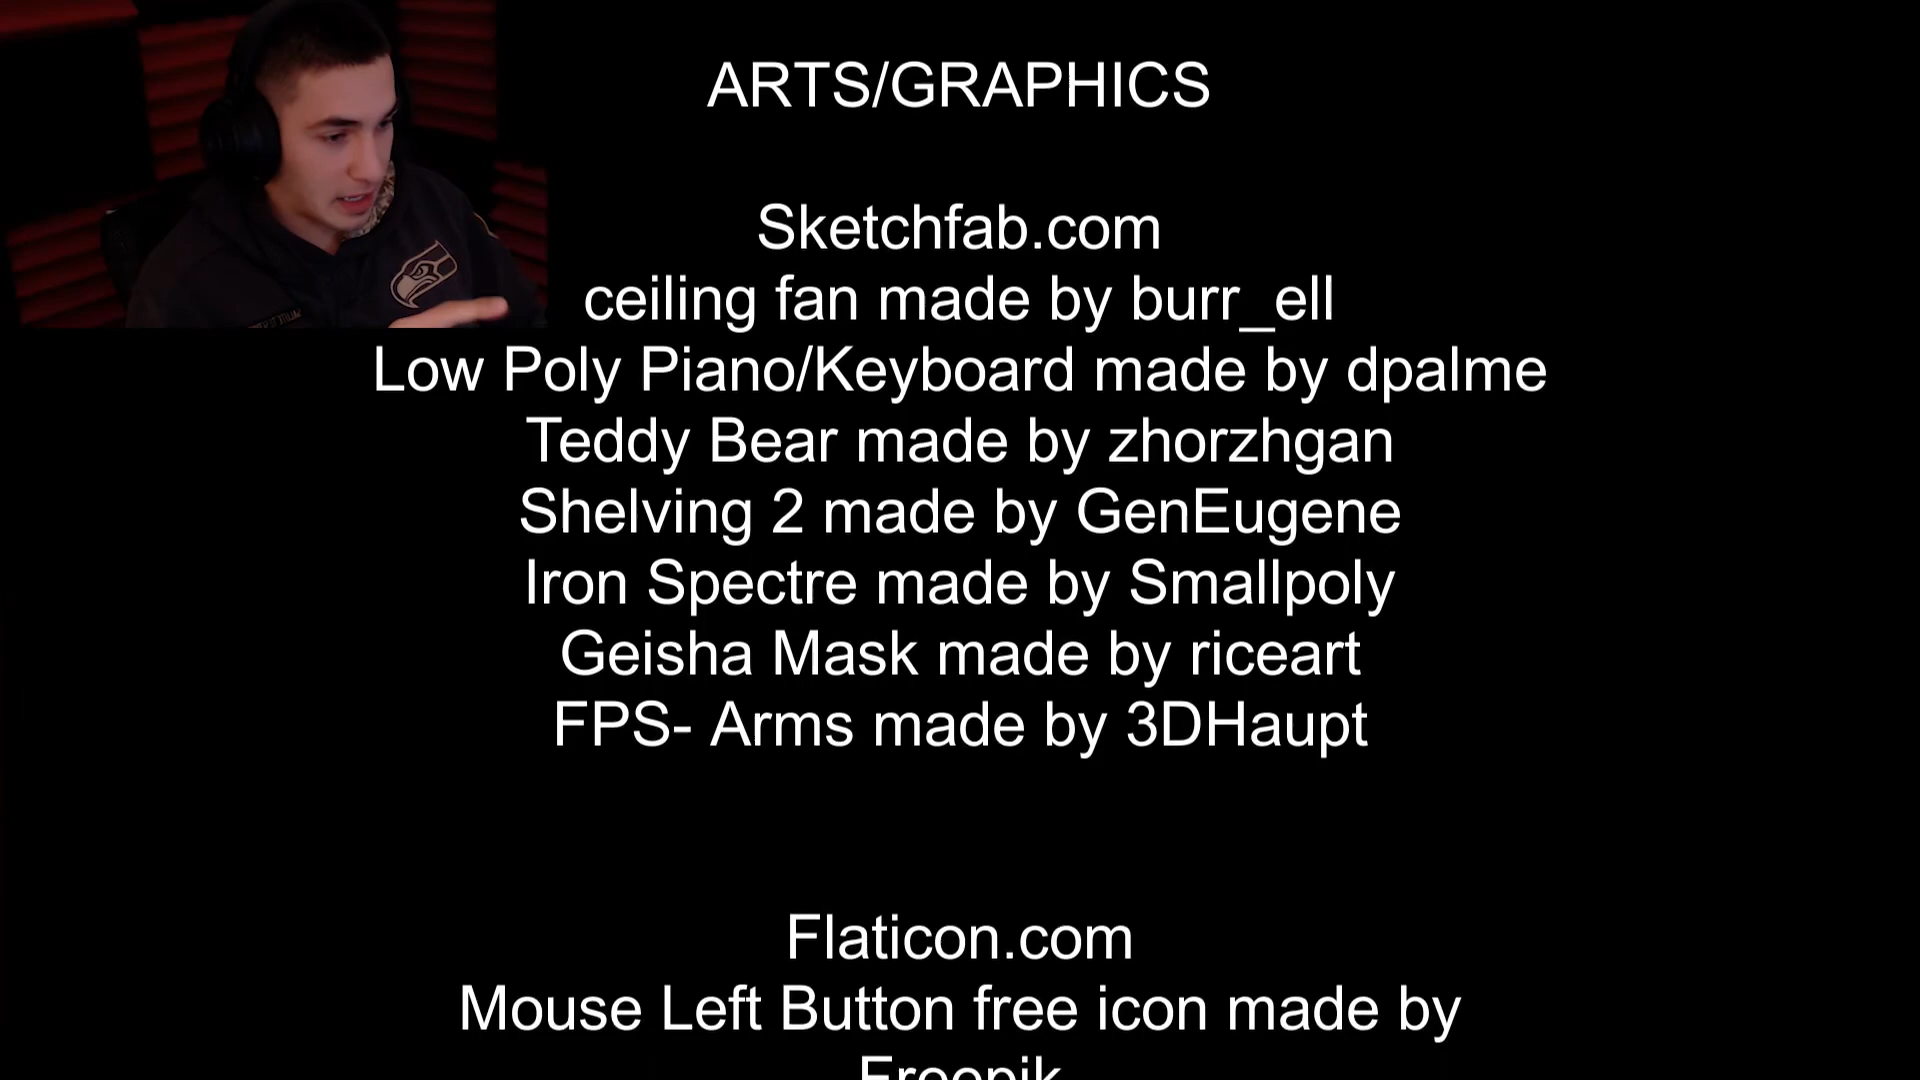 ARTS/GRAPHICS
Sketchfab.com
ceiling fan made by burr_ell
Low Poly Piano/Keyboard made by dpalme
Teddy Bear made by zhorzhgan
Shelving 2 made by GenEugene
Iron Spectre made by Smallpoly
Geisha Mask made by riceart
FPS- Arms made by 3DHaupt
Flaticon.com
Mouse Left Button free icon made by
Freepik